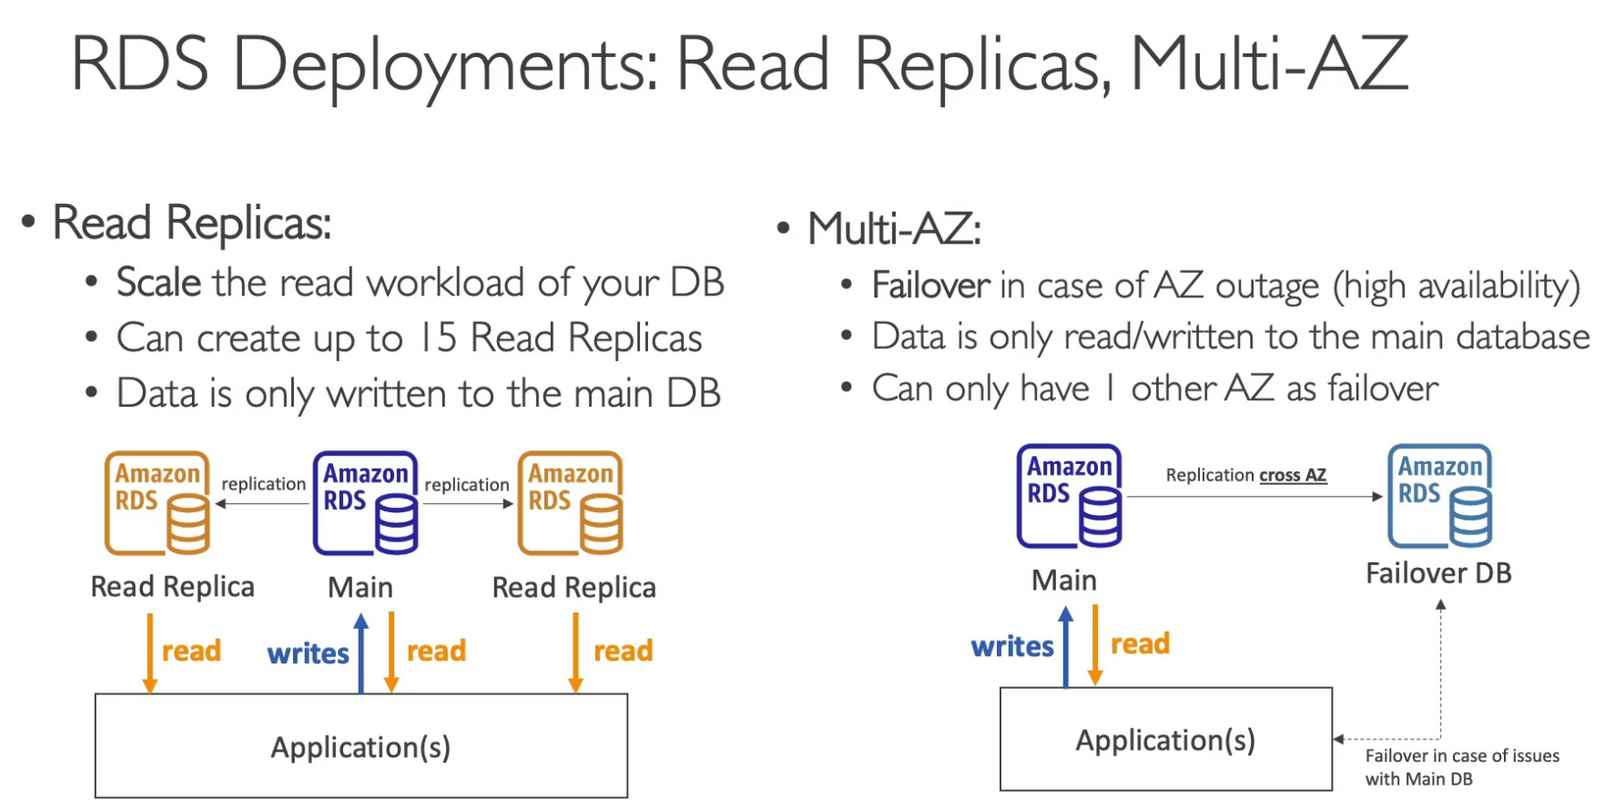 RDS Deployments: Read Replicas, Multi-AZ
• Read Replicas:
• Scale the read workload of your DB
• Can create up to 15 Read Replicas
• Data is only written to the main DB
Amazon
RDS
replication
Amazon
RDS
replication
Amazon
RDS
Read Replica
Main
Read Replica
read
writes
read
read
Application(s)
• Multi-AZ:
• Failover in case of AZ outage (high availability)
• Data is only read/written to the main database
• Can only have 1 other AZ as failover
Amazon
RDS
Replication cross AZ
Amazon
RDS
Main
Failover DB
writes
read
Application(s)
Failover in case of issues
with Main DB